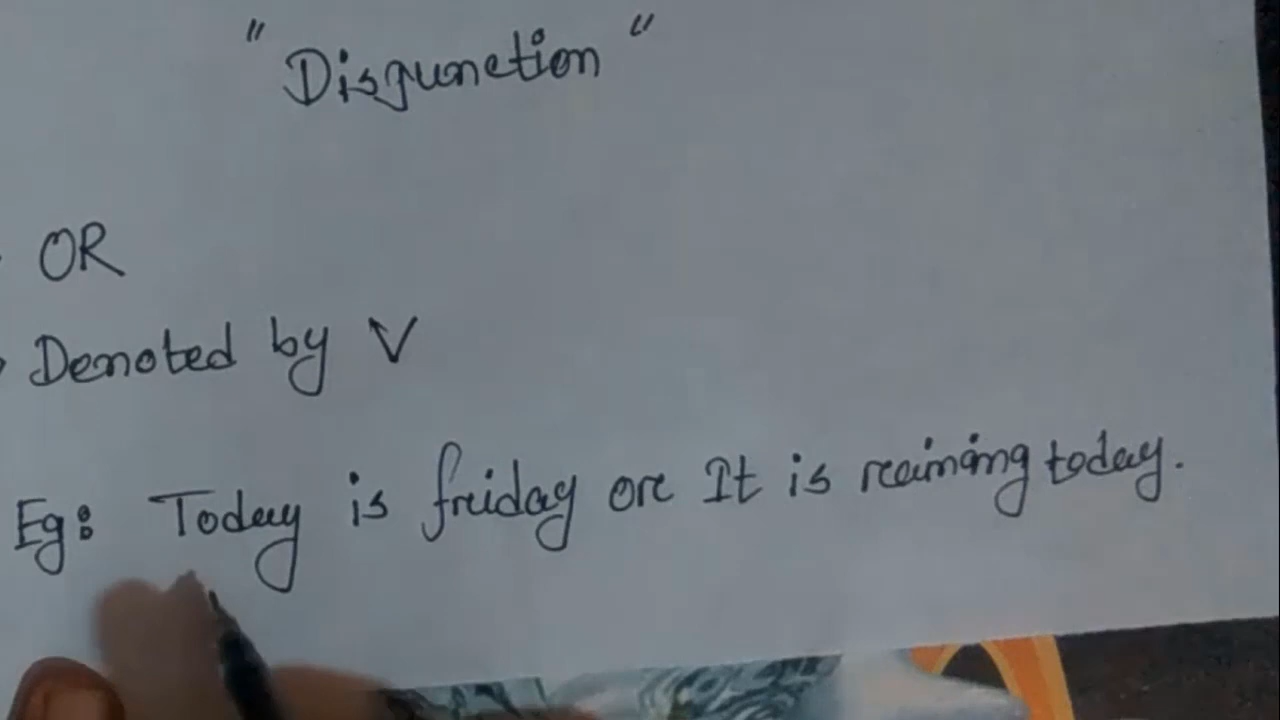 "Disjunction"
OR
Denoted by V
Eg: Today is friday or It is raining today.